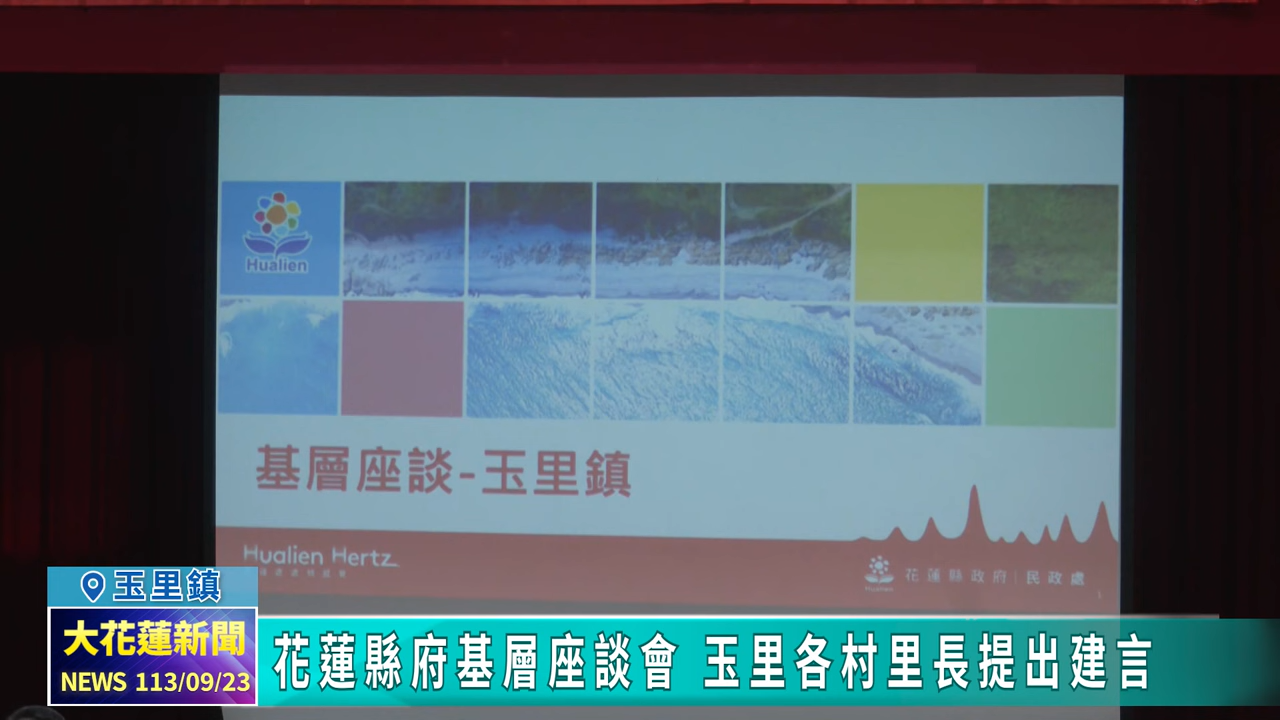 Hualien
基層座談-玉里鎮
Hualien Hertz
花蓮縣政府|民政處
Hualien
1
玉里鎮
大花蓮新聞
NEWS 113/09/23
花蓮縣府基層座談會 玉里各村里長提出建言